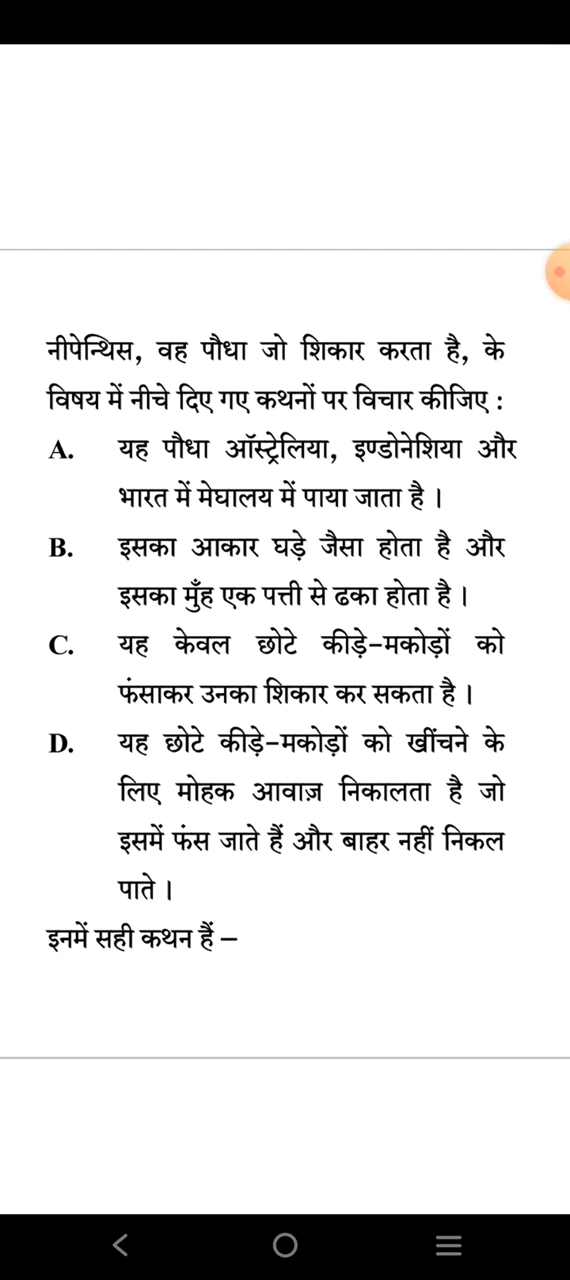 नीपेन्थिस, वह पौधा जो शिकार करता है, के
विषय में नीचे दिए गए कथनों पर विचार कीजिए :
A. यह पौधा ऑस्ट्रेलिया, इण्डोनेशिया और
भारत में मेघालय में पाया जाता है ।
B. इसका आकार घड़े जैसा होता है और
इसका मुँह एक पत्ती से ढका होता है ।
C. यह केवल छोटे कीड़े-मकोड़ों को
फंसाकर उनका शिकार कर सकता है ।
D. यह छोटे कीड़े-मकोड़ों को खींचने के
लिए मोहक आवाज़ निकालता है जो
इसमें फंस जाते हैं और बाहर नहीं निकल
पाते ।
इनमें सही कथन हैं –